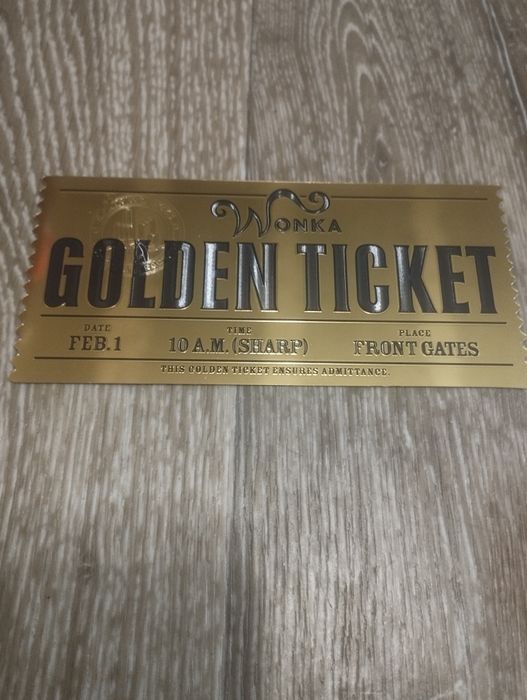 WONKA
GOLDEN TICKET
DATE TIME PLACE
FEB.1 10 A.M. (SHARP) FRONT GATES
THIS GOLDEN TICKET ENSURES ADMITTANCE.